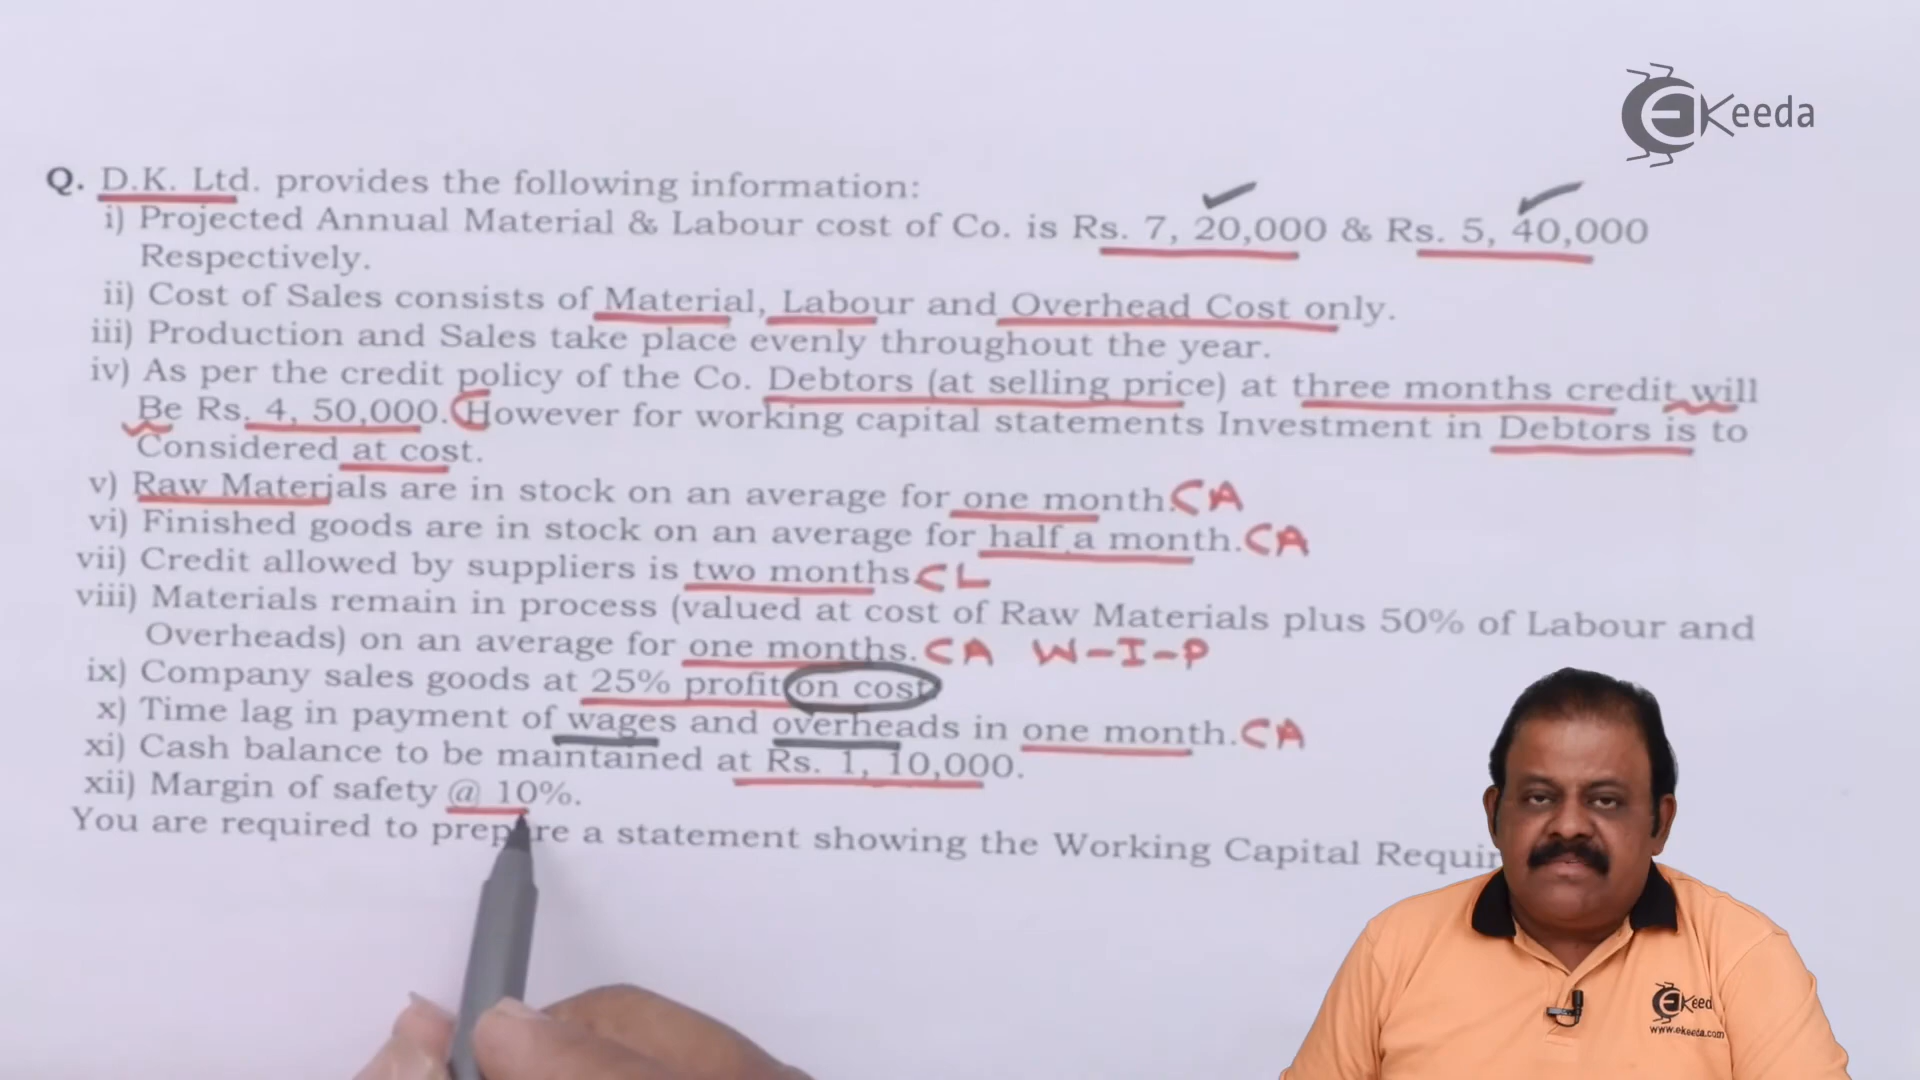 EKeeda
Q. D.K. Ltd. provides the following information:
i) Projected Annual Material & Labour cost of Co. is Rs. 7, 20,000 & Rs. 5, 40,000
Respectively.
ii) Cost of Sales consists of Material, Labour and Overhead Cost only.
iii) Production and Sales take place evenly throughout the year.
iv) As per the credit policy of the Co. Debtors (at selling price) at three months credit will
Be Rs. 4, 50,000. However for working capital statements Investment in Debtors is to
Considered at cost.
v) Raw Materials are in stock on an average for one month. CA
vi) Finished goods are in stock on an average for half a month. CA
vii) Credit allowed by suppliers is two months. CL
viii) Materials remain in process (valued at cost of Raw Materials plus 50% of Labour and
Overheads) on an average for one months. CA W-I-P
ix) Company sales goods at 25% profit on cost
x) Time lag in payment of wages and overheads in one month. CA
xi) Cash balance to be maintained at Rs. 1, 10,000.
xii) Margin of safety @ 10%.
You are required to prepare a statement showing the Working Capital Requir
EKeed
www.ekeeda.com